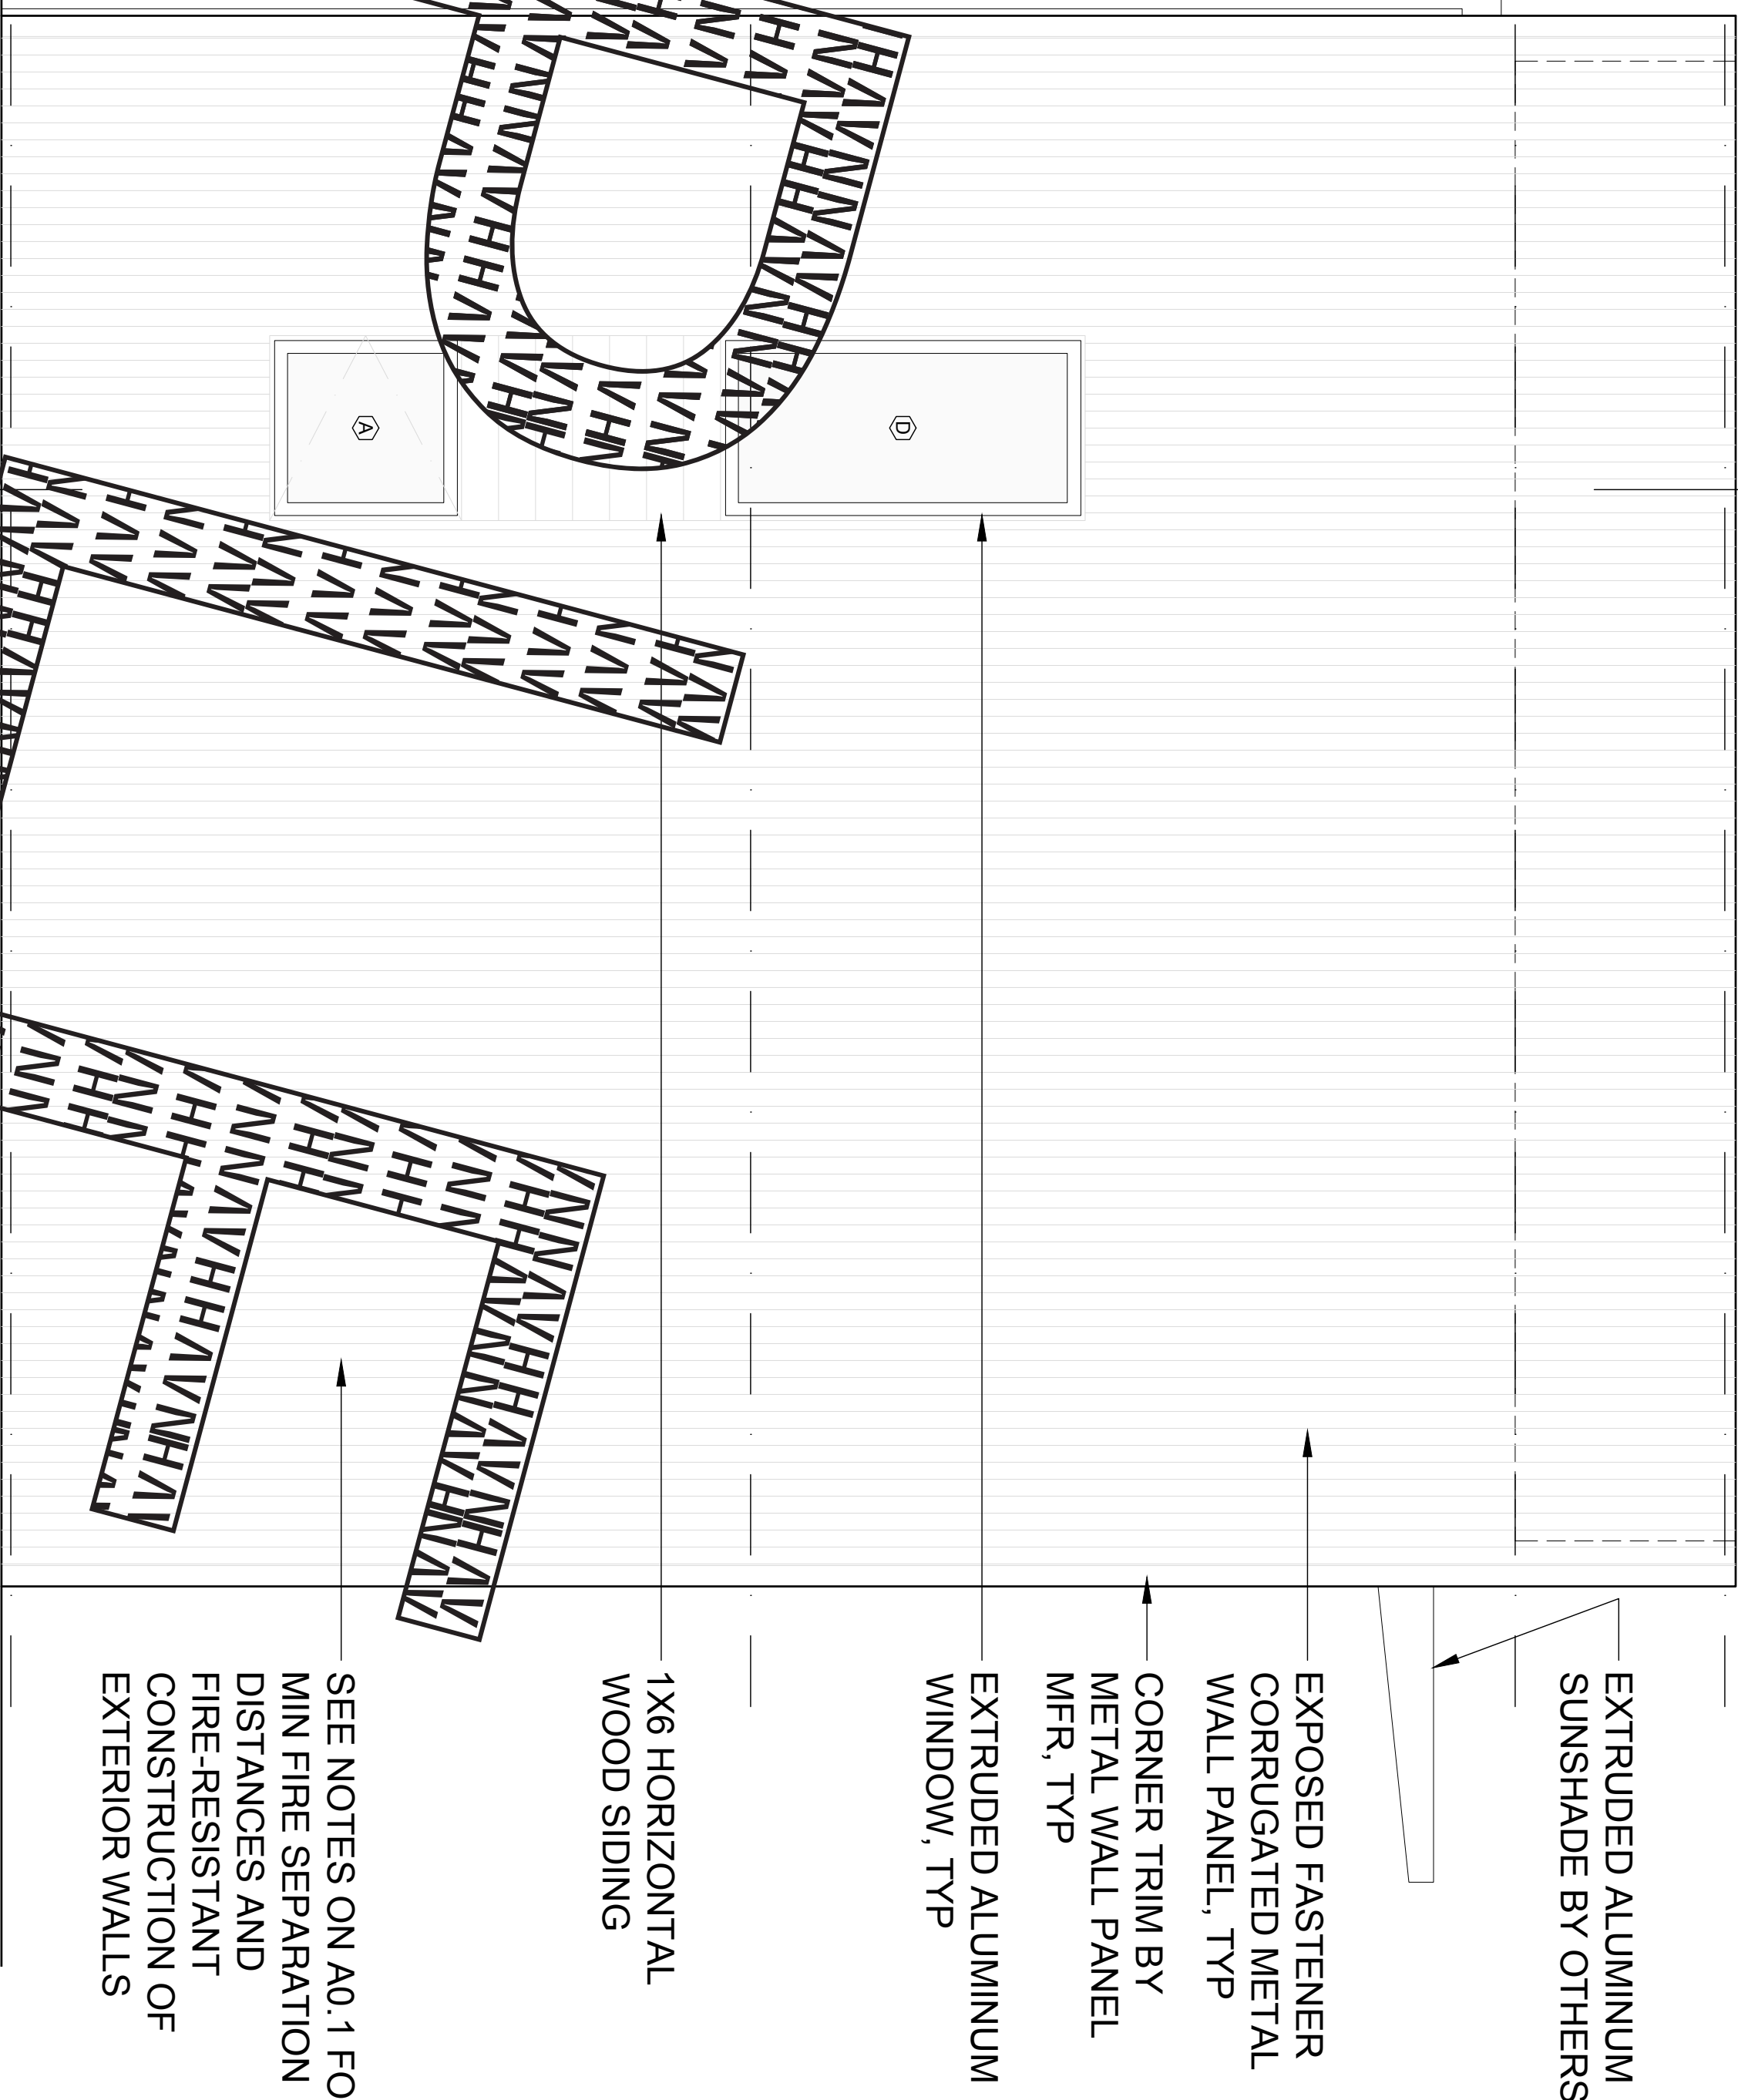 EXTRUDED ALUMINUM
SUNSHADE BY OTHERS
EXPOSED FASTENER
CORRUGATED METAL
WALL PANEL, TYP
CORNER TRIM BY
METAL WALL PANEL
MFR, TYP
EXTRUDED ALUMINUM
WINDOW, TYP
1X6 HORIZONTAL
WOOD SIDING
SEE NOTES ON A0.1 FO
MIN FIRE SEPARATION
DISTANCES AND
FIRE-RESISTANT
CONSTRUCTION OF
EXTERIOR WALLS
D
A